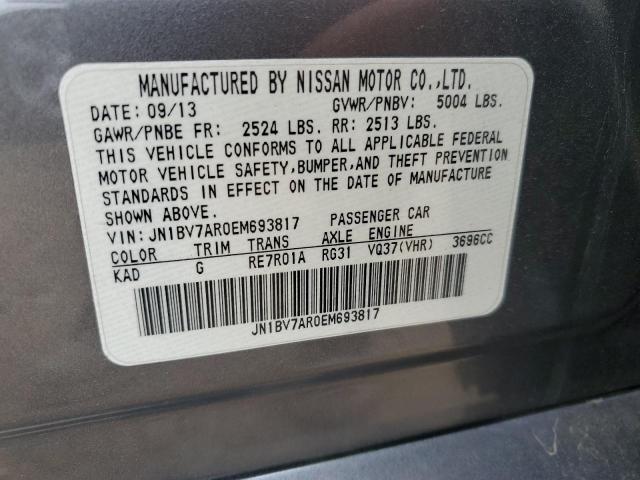 MANUFACTURED BY NISSAN MOTOR CO.,LTD.
DATE: 09/13 GVWR/PNBV: 5004 LBS.
GAWR/PNBE FR: 2524 LBS. RR: 2513 LBS.
THIS VEHICLE CONFORMS TO ALL APPLICABLE FEDERAL
MOTOR VEHICLE SAFETY,BUMPER,AND THEFT PREVENTION
STANDARDS IN EFFECT ON THE DATE OF MANUFACTURE
SHOWN ABOVE.
VIN: JN1BV7AR0EM693817 PASSENGER CAR
COLOR TRIM TRANS AXLE ENGINE
KAD G RE7R01A RG31 VQ37(VHR) 3696CC
JN1BV7AR0EM693817